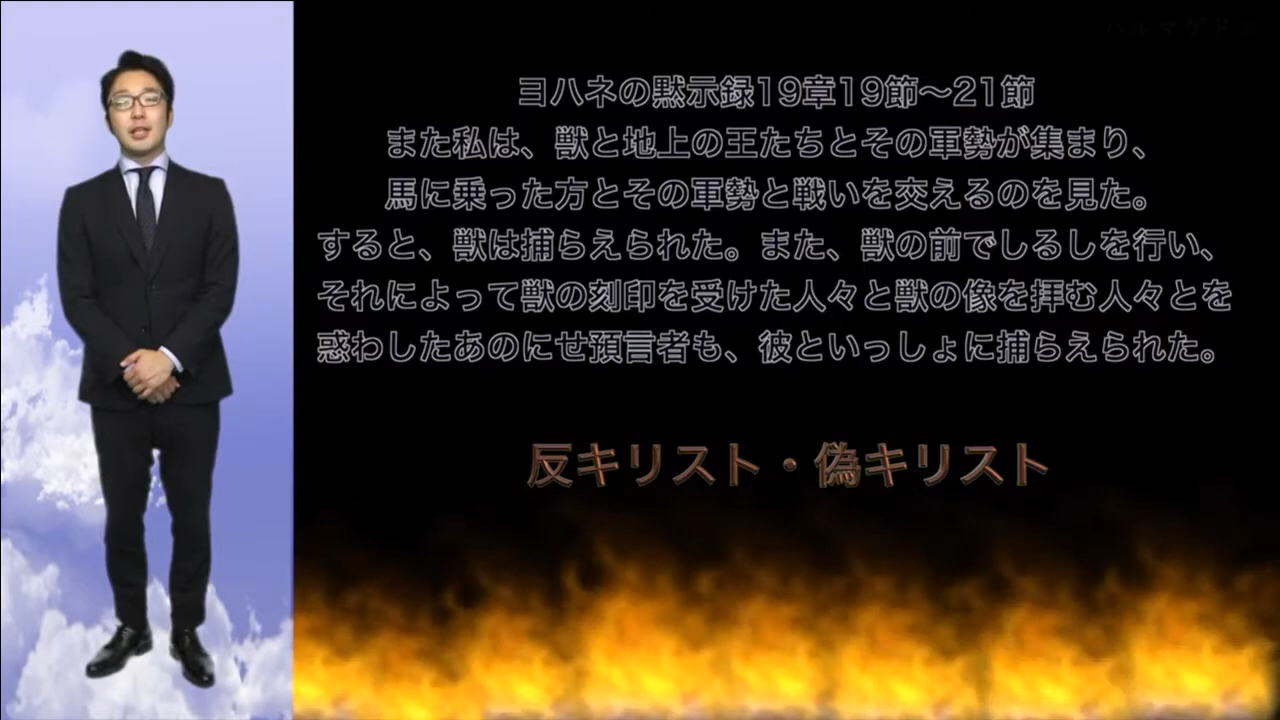 ハルマゲドン
ヨハネの黙示録19章19節〜21節
また私は、獣と地上の王たちとその軍勢が集まり、
馬に乗った方とその軍勢と戦いを交えるのを見た。
すると、獣は捕らえられた。また、獣の前でしるしを行い、
それによって獣の刻印を受けた人々と獣の像を拝む人々とを
惑わしたあのにせ預言者も、彼といっしょに捕らえられた。
反キリスト・偽キリスト